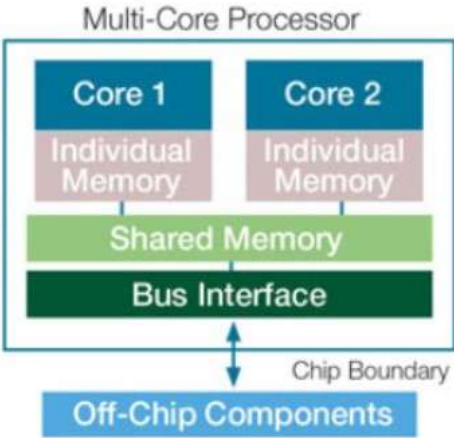 Multi-Core Processor
Core 1
Core 2
Individual
Memory
Individual
Memory
Shared Memory
Bus Interface
Chip Boundary
Off-Chip Components